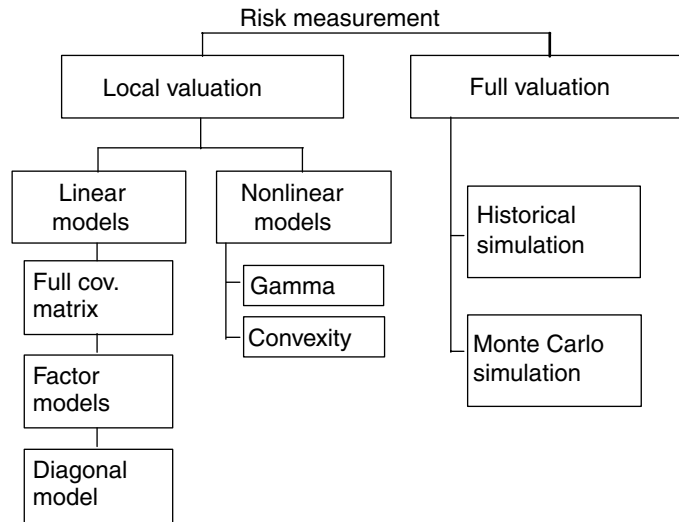 Risk measurement
Local valuation
Full valuation
Linear
models
Nonlinear
models
Full cov.
matrix
Gamma
Convexity
Factor
models
Diagonal
model
Historical
simulation
Monte Carlo
simulation